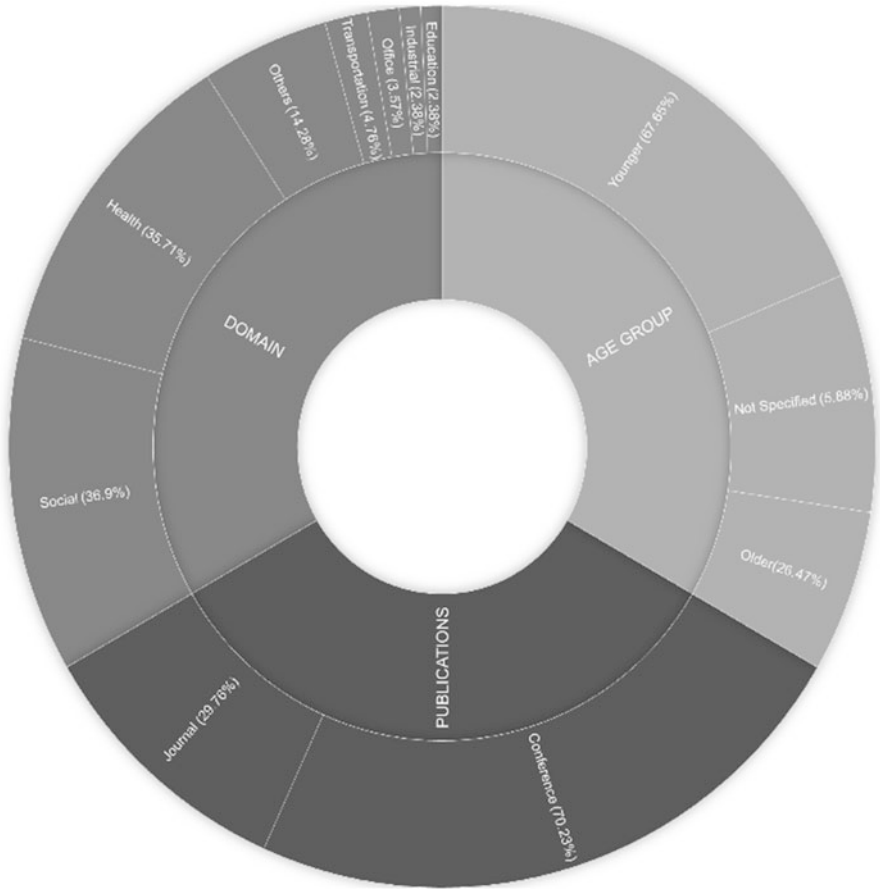 AGE GROUP
Younger (67.65%)
Not Specified (5.88%)
Older(26.47%)
PUBLICATIONS
Conference (70.23%)
Journal (29.76%)
DOMAIN
Social (36.9%)
Health (35.71%)
Others (14.28%)
Transportation (4.76%)
Office (3.57%)
Industrial (2.38%)
Education (2.38%)